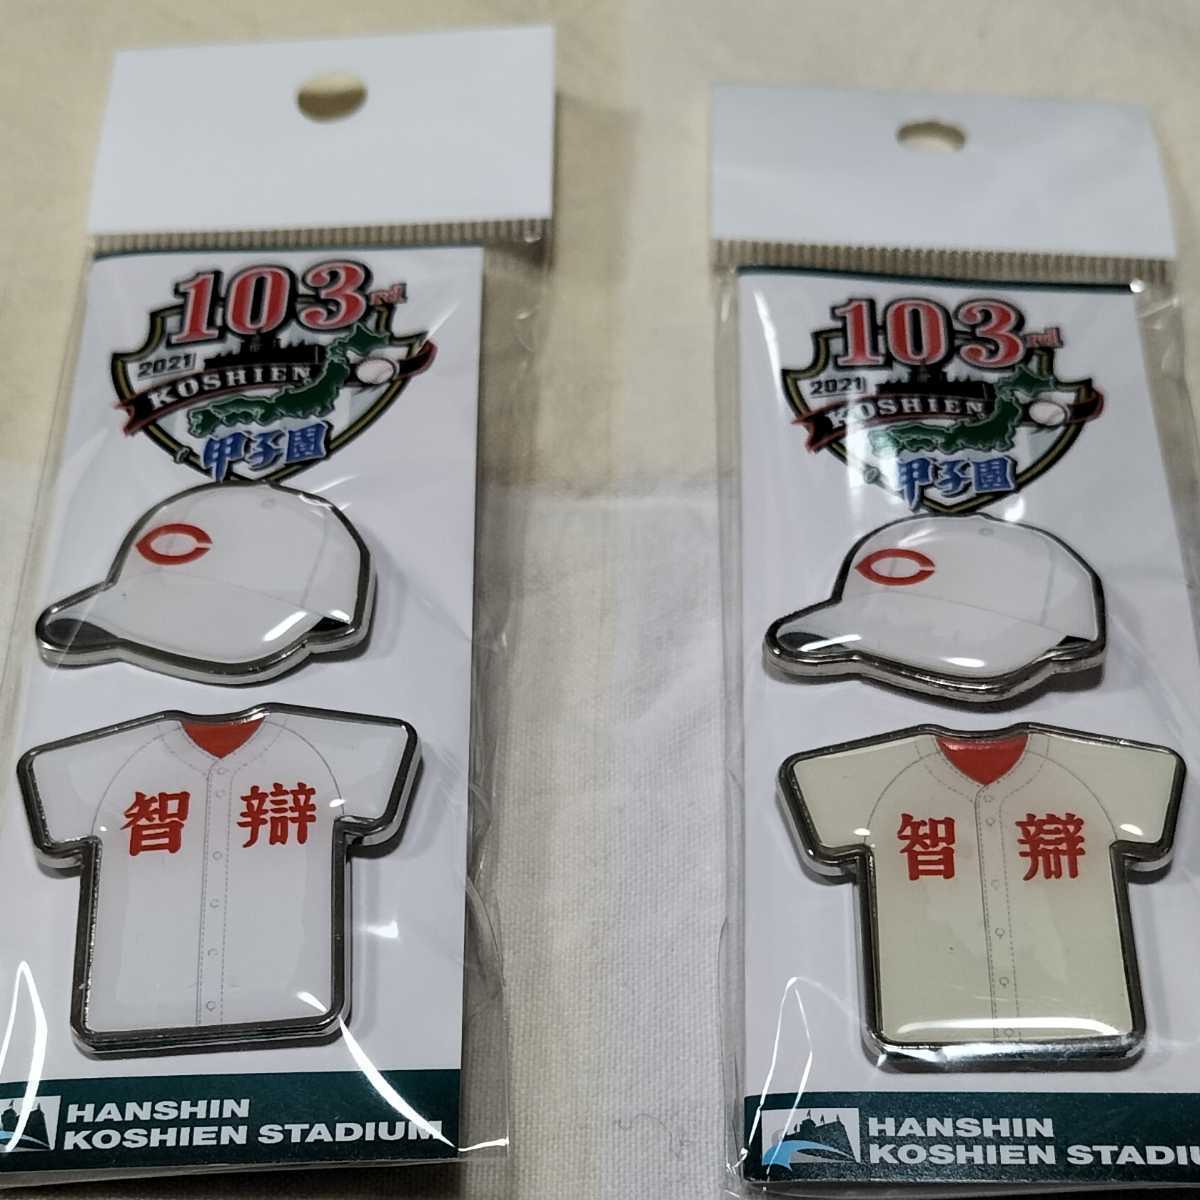 103rd
2021
KOSHIEN
甲子園
C
智辯
HANSHIN
KOSHIEN STADIUM
103rd
2021
KOSHIEN
甲子園
C
智辯
HANSHIN
KOSHIEN STADIU